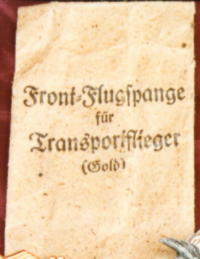 Front-Flugspange
für
Transportflieger
(Gold)